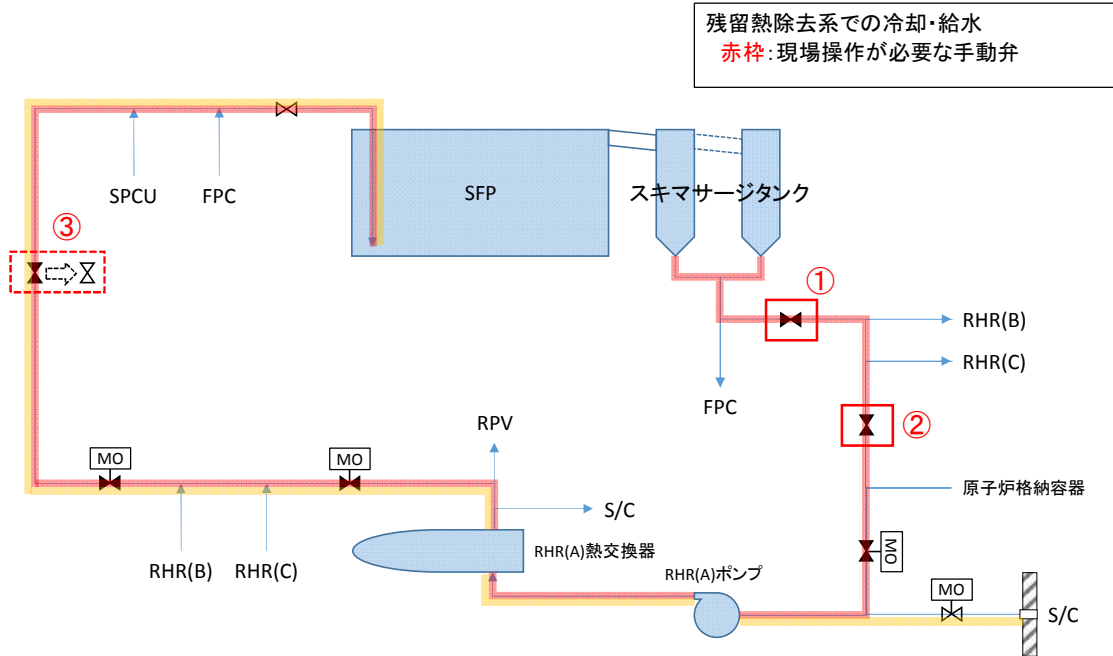 残留熱除去系での冷却・給水
赤枠:現場操作が必要な手動弁
SPCU
FPC
SFP
スキマサージタンク
③
①
RHR(B)
RHR(C)
FPC
②
RPV
MO
MO
原子炉格納容器
S/C
RHR(A)熱交換器
MO
RHR(B)
RHR(C)
RHR(A)ポンプ
MO
S/C